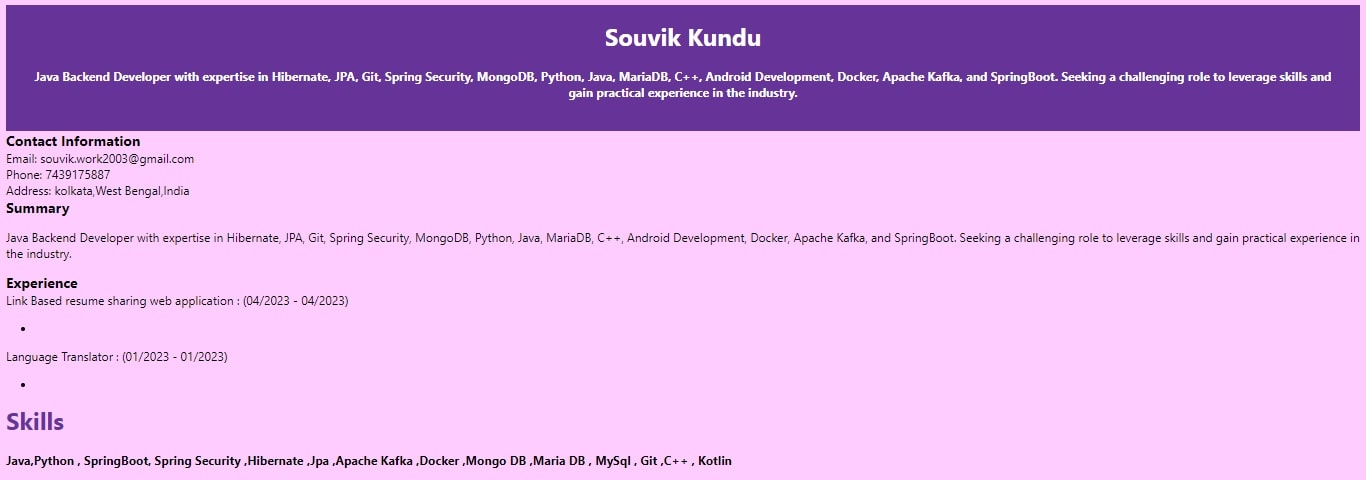 Souvik Kundu
Java Backend Developer with expertise in Hibernate, JPA, Git, Spring Security, MongoDB, Python, Java, MariaDB, C++, Android Development, Docker, Apache Kafka, and SpringBoot. Seeking a challenging role to leverage skills and
gain practical experience in the industry.
Contact Information
Email: souvik.work2003@gmail.com
Phone: 7439175887
Address: kolkata,West Bengal,India
Summary
Java Backend Developer with expertise in Hibernate, JPA, Git, Spring Security, MongoDB, Python, Java, MariaDB, C++, Android Development, Docker, Apache Kafka, and SpringBoot. Seeking a challenging role to leverage skills and gain practical experience in
the industry.
Experience
Link Based resume sharing web application : (04/2023 - 04/2023)
•
Language Translator : (01/2023 - 01/2023)
•
Skills
Java,Python , SpringBoot, Spring Security ,Hibernate ,Jpa ,Apache Kafka ,Docker ,Mongo DB ,Maria DB , MySql , Git ,C++ , Kotlin